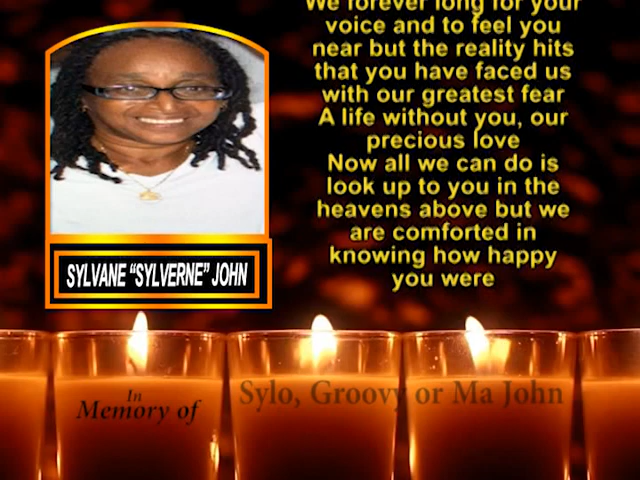 We forever long for your
voice and to feel you
near but the reality hits
that you have faced us
with our greatest fear
A life without you, our
precious love
Now all we can do is
look up to you in the
heavens above but we
are comforted in
knowing how happy
you were
SYLVANE “SYLVERNE” JOHN
In
Memory of
Sylo, Groovy or Ma John